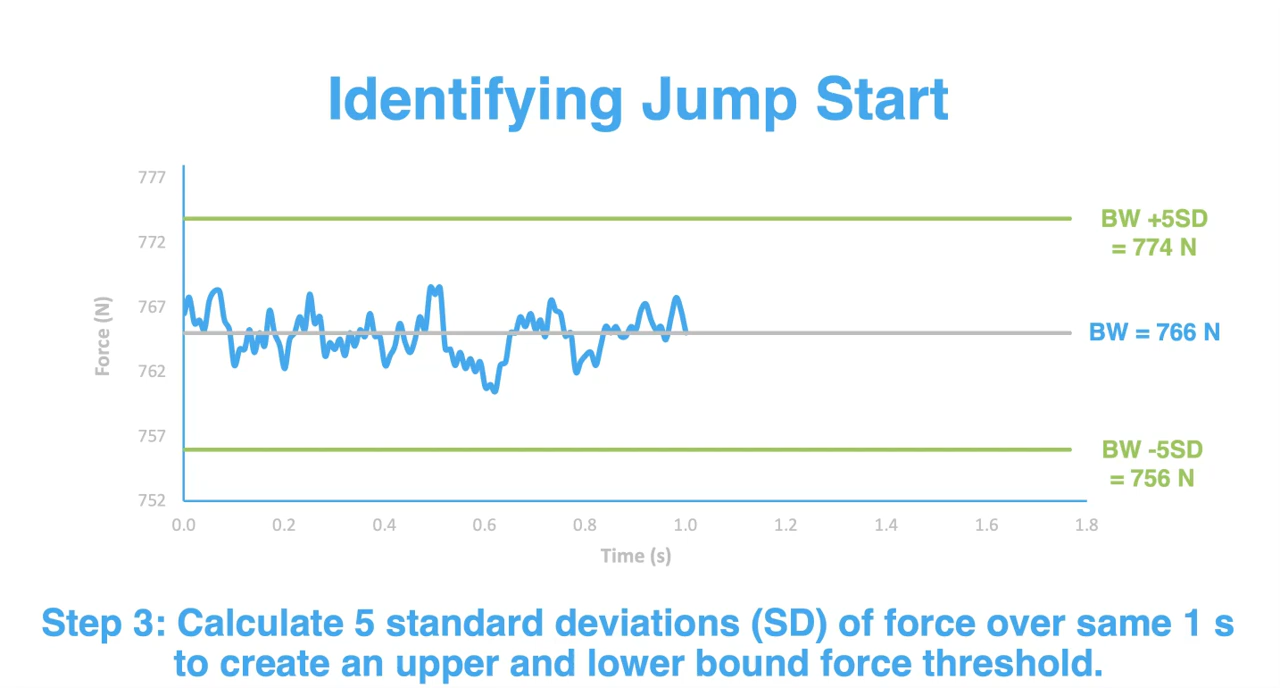 Identifying Jump Start
777
772
767
762
757
752
Force (N)
0.0 0.2 0.4 0.6 0.8 1.0 1.2 1.4 1.6 1.8
Time (s)
BW +5SD
= 774 N
BW = 766 N
BW -5SD
= 756 N
Step 3: Calculate 5 standard deviations (SD) of force over same 1 s
to create an upper and lower bound force threshold.